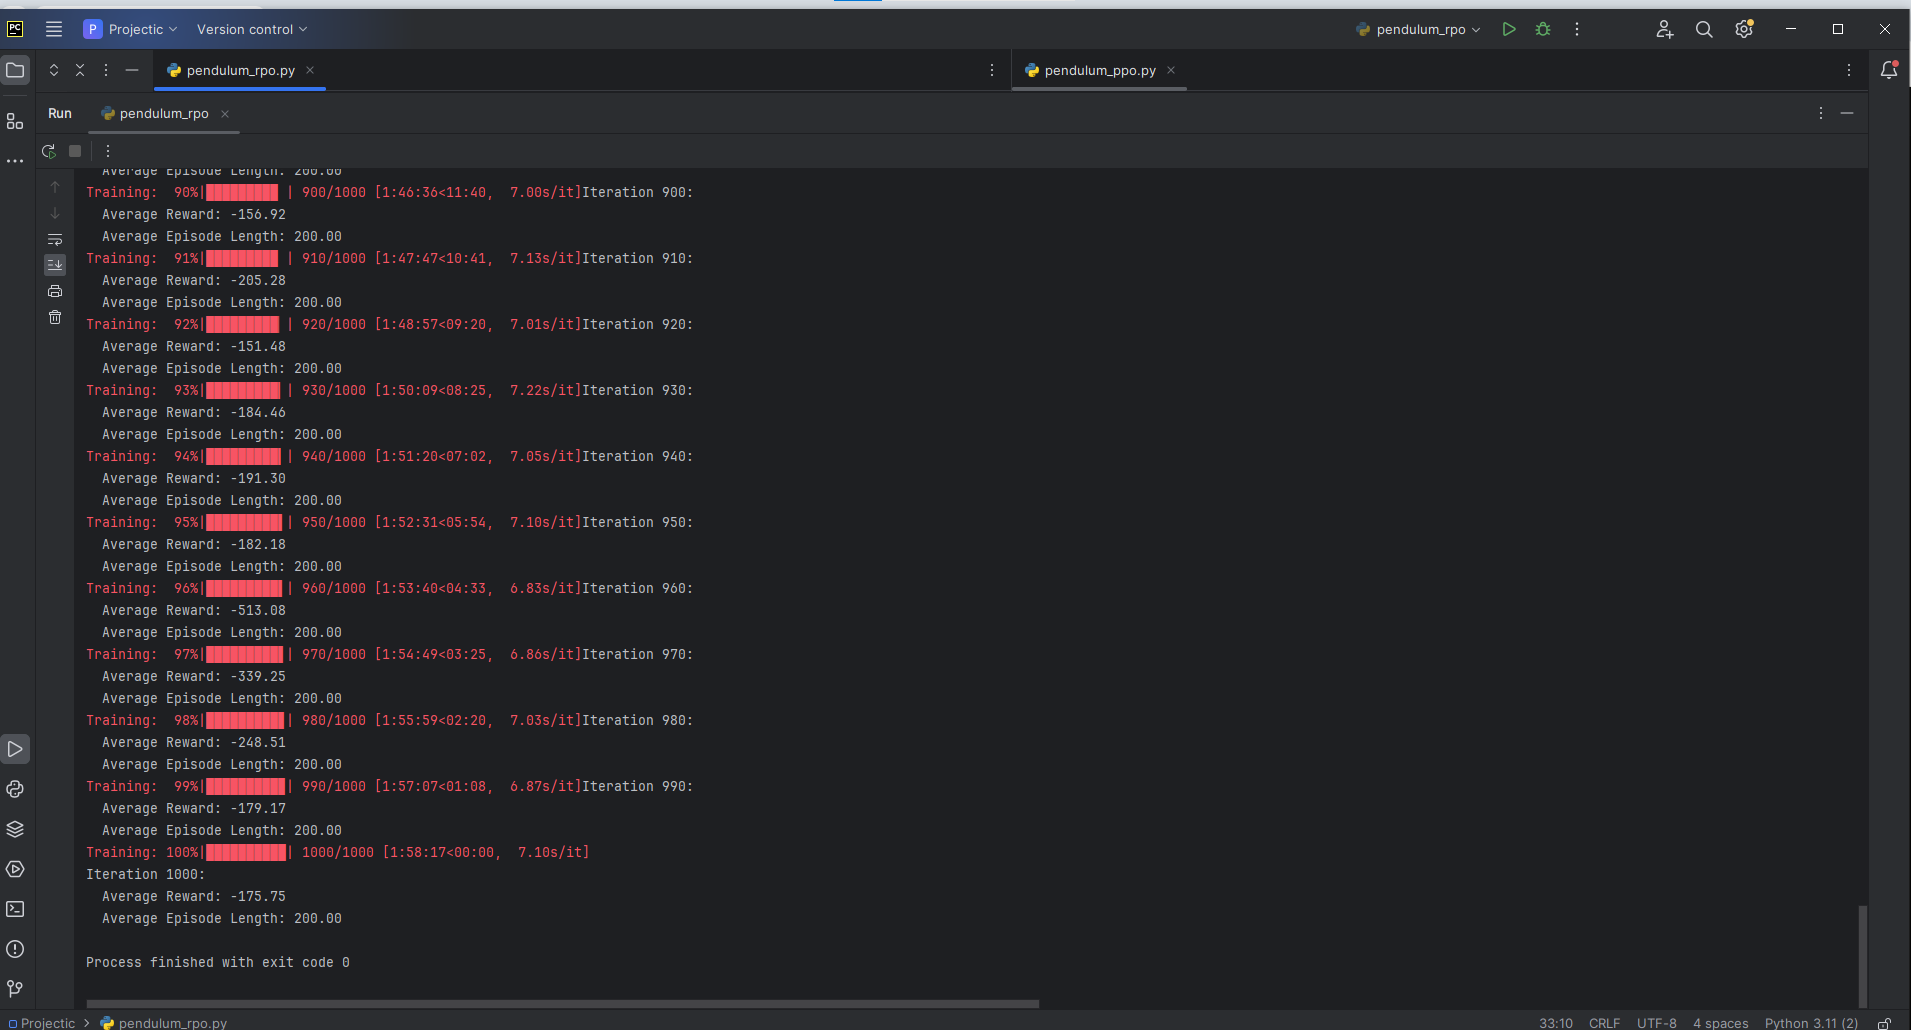 PC
P Projectic
Version control
pendulum_rpo
pendulum_rpo.py
pendulum_ppo.py
Run
pendulum_rpo
Average Episode Length: 200.00
Training:  90%|█████████ | 900/1000 [1:46:36<11:40,  7.00s/it]Iteration 900:
Average Reward: -156.92
Average Episode Length: 200.00
Training:  91%|█████████ | 910/1000 [1:47:47<10:41,  7.13s/it]Iteration 910:
Average Reward: -205.28
Average Episode Length: 200.00
Training:  92%|█████████▏| 920/1000 [1:48:57<09:20,  7.01s/it]Iteration 920:
Average Reward: -151.48
Average Episode Length: 200.00
Training:  93%|█████████▎| 930/1000 [1:50:09<08:25,  7.22s/it]Iteration 930:
Average Reward: -184.46
Average Episode Length: 200.00
Training:  94%|█████████▍| 940/1000 [1:51:20<07:02,  7.05s/it]Iteration 940:
Average Reward: -191.30
Average Episode Length: 200.00
Training:  95%|█████████▌| 950/1000 [1:52:31<05:54,  7.10s/it]Iteration 950:
Average Reward: -182.18
Average Episode Length: 200.00
Training:  96%|█████████▌| 960/1000 [1:53:40<04:33,  6.83s/it]Iteration 960:
Average Reward: -513.08
Average Episode Length: 200.00
Training:  97%|█████████▋| 970/1000 [1:54:49<03:25,  6.86s/it]Iteration 970:
Average Reward: -339.25
Average Episode Length: 200.00
Training:  98%|█████████▊| 980/1000 [1:55:59<02:20,  7.03s/it]Iteration 980:
Average Reward: -248.51
Average Episode Length: 200.00
Training:  99%|█████████▉| 990/1000 [1:57:07<01:08,  6.87s/it]Iteration 990:
Average Reward: -179.17
Average Episode Length: 200.00
Training: 100%|██████████| 1000/1000 [1:58:17<00:00,  7.10s/it]
Iteration 1000:
Average Reward: -175.75
Average Episode Length: 200.00
Process finished with exit code 0
Projectic > pendulum_rpo.py
33:10 CRLF UTF-8 4 spaces Python 3.11 (2)